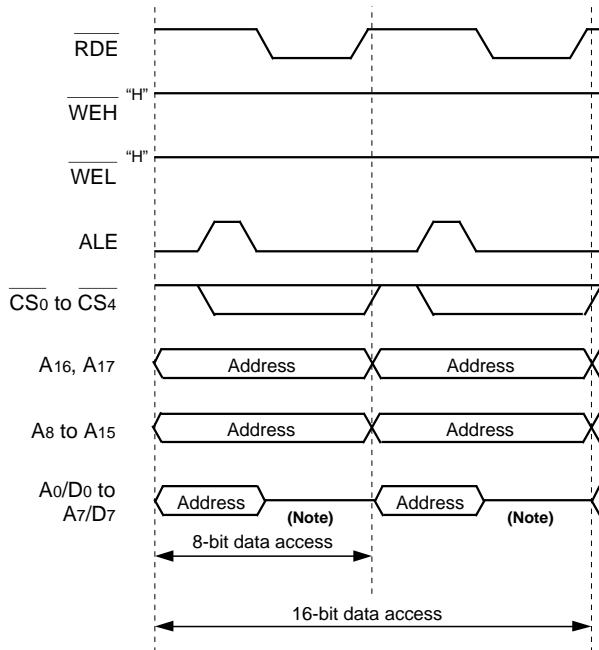 RDE
WEH "H"
WEL "H"
ALE
CS0 to CS4
A16, A17 Address Address
A8 to A15 Address Address
A0/D0 to
A7/D7 Address (Note) Address (Note)
8-bit data access
16-bit data access